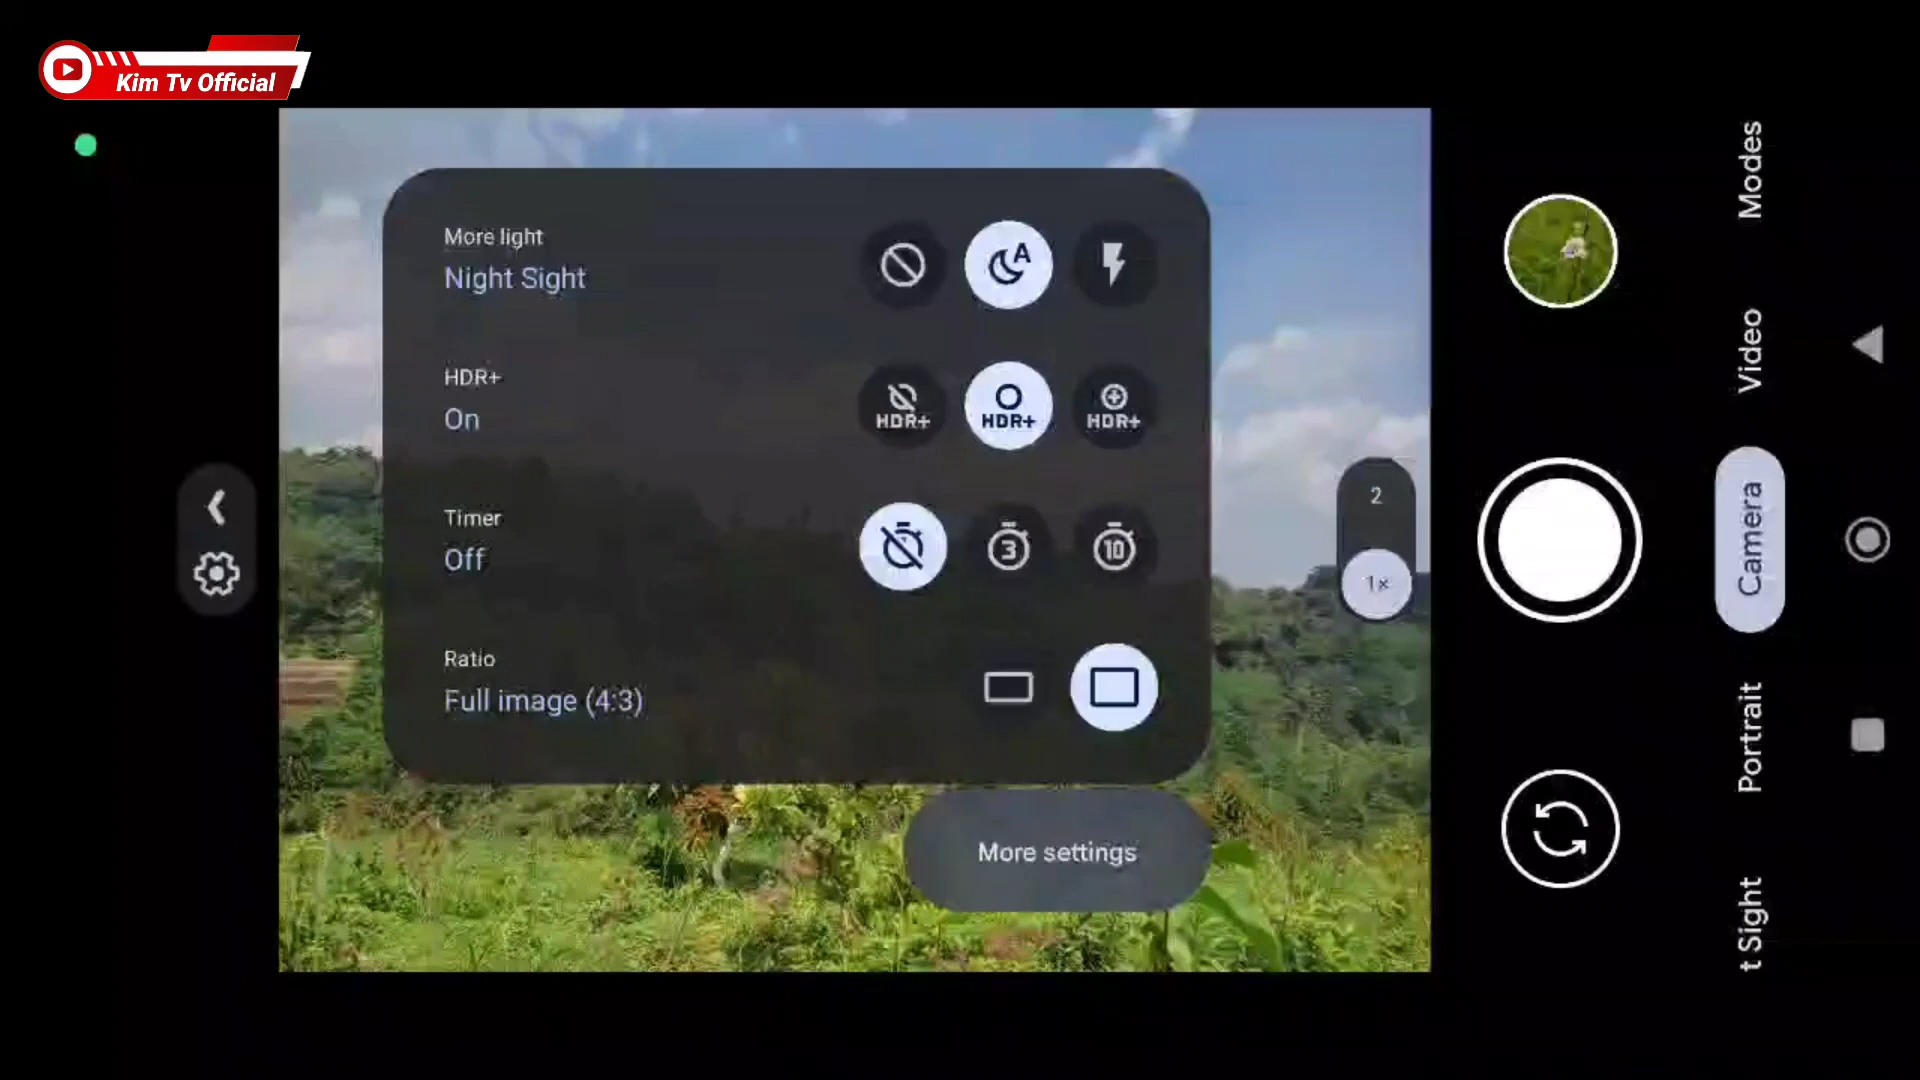 Kim Tv Official
More light
Night Sight
A
HDR+
On
HDR+
HDR+
HDR+
Timer
Off
3
10
Ratio
Full image (4:3)
More settings
2
1×
Modes
Video
Camera
Portrait
t Sight